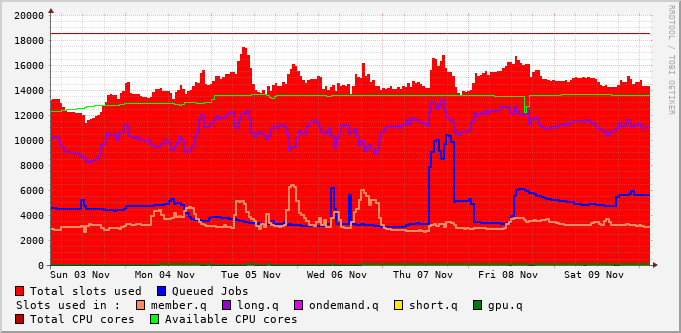 20000
18000
16000
14000
12000
10000
8000
6000
4000
2000
0
Sun 03 Nov Mon 04 Nov Tue 05 Nov Wed 06 Nov Thu 07 Nov Fri 08 Nov Sat 09 Nov
Total slots used Queued Jobs
Slots used in : member.q long.q ondemand.q short.q gpu.q
Total CPU cores Available CPU cores
RRDTOOL / TOBI OETIKER